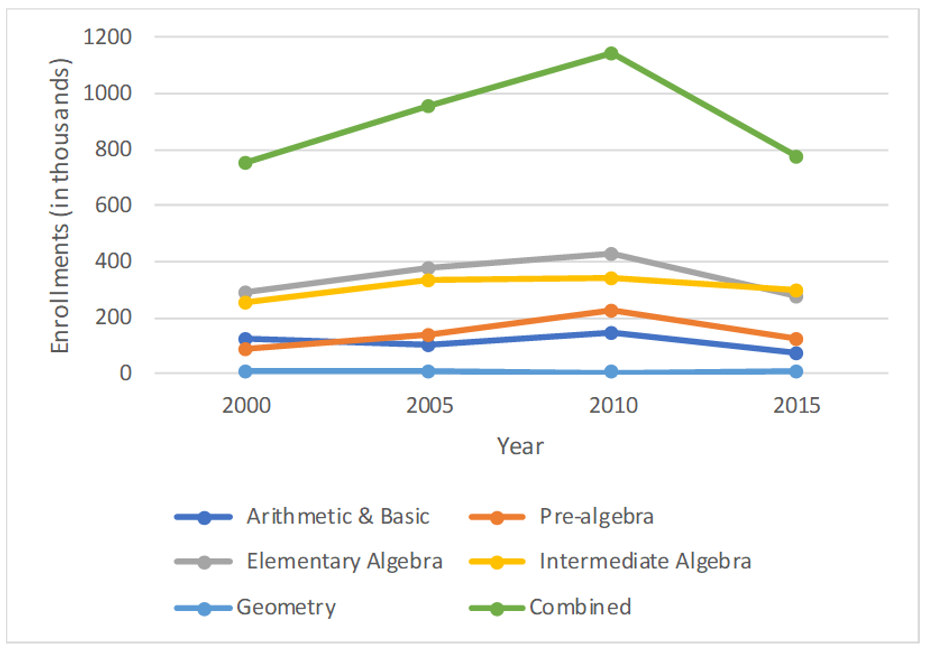 1200
1000
800
600
400
200
0
Enrollments (in thousands)
2000 2005 2010 2015
Year
Arithmetic & Basic Pre-algebra
Elementary Algebra Intermediate Algebra
Geometry Combined